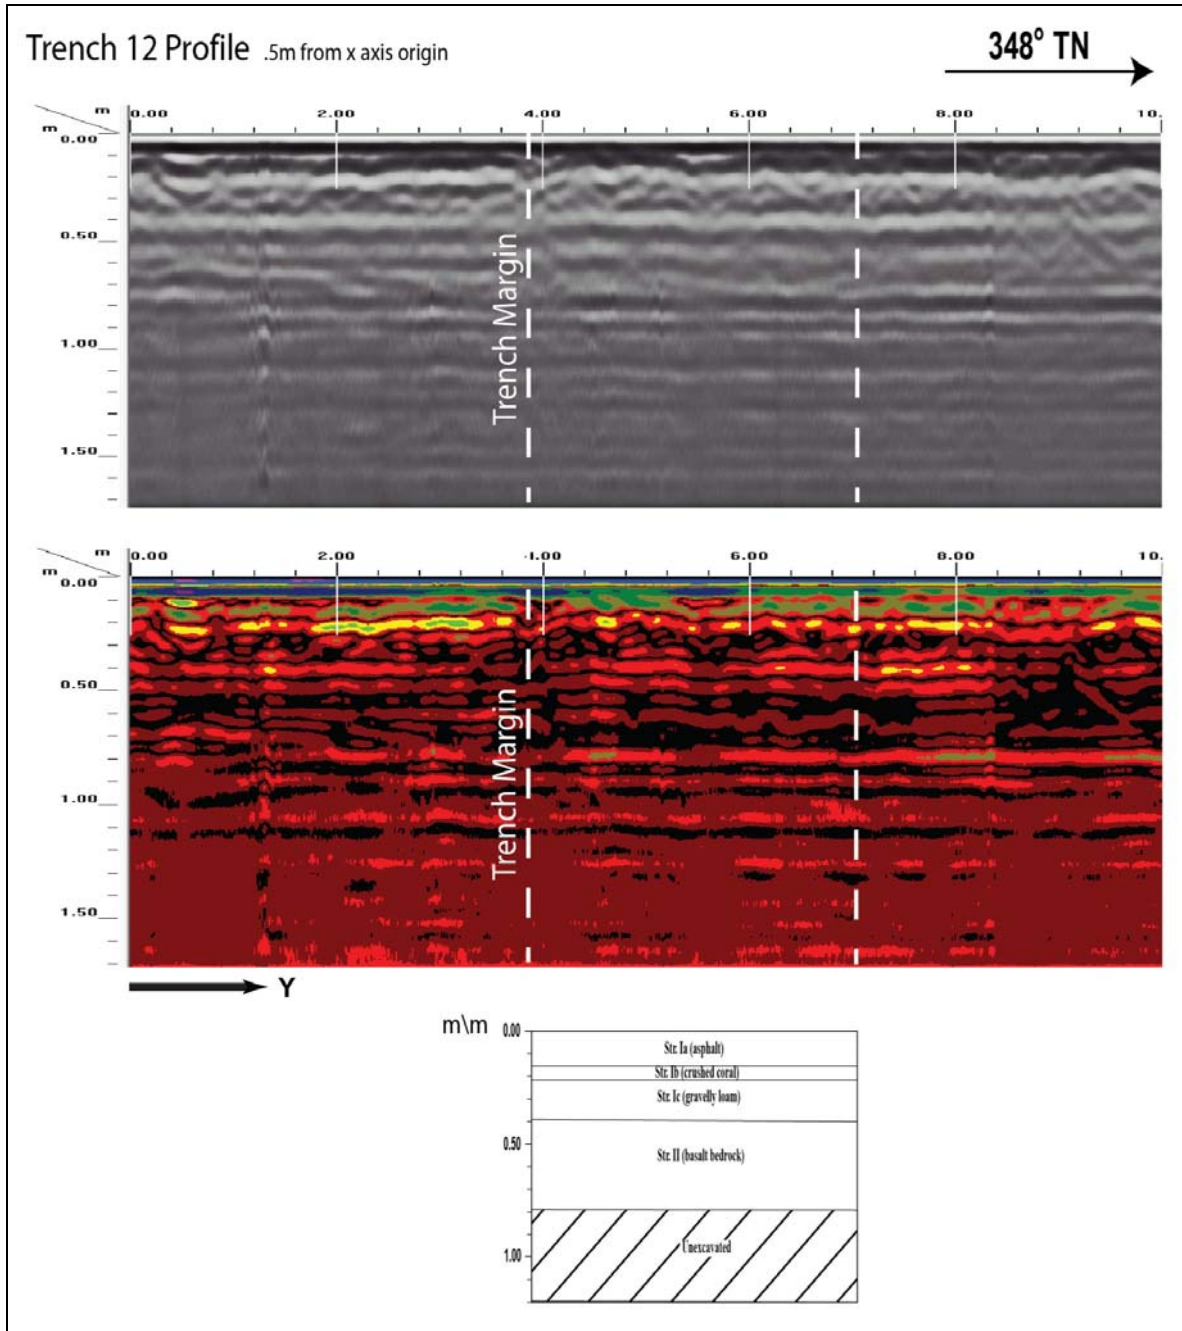 Trench 12 Profile .5m from x axis origin
348° TN
m
m
0.00 2.00 4.00 6.00 8.00 10.
0.00
0.50
1.00
1.50
Trench Margin
m
m
0.00 2.00 4.00 6.00 8.00 10.
0.00
0.50
1.00
1.50
Trench Margin
Y
m\m
0.00
Str. Ia (asphalt)
Str. Ib (crushed coral)
Str. Ic (gravelly loam)
0.50
Str. II (basalt bedrock)
Unexcavated
1.00